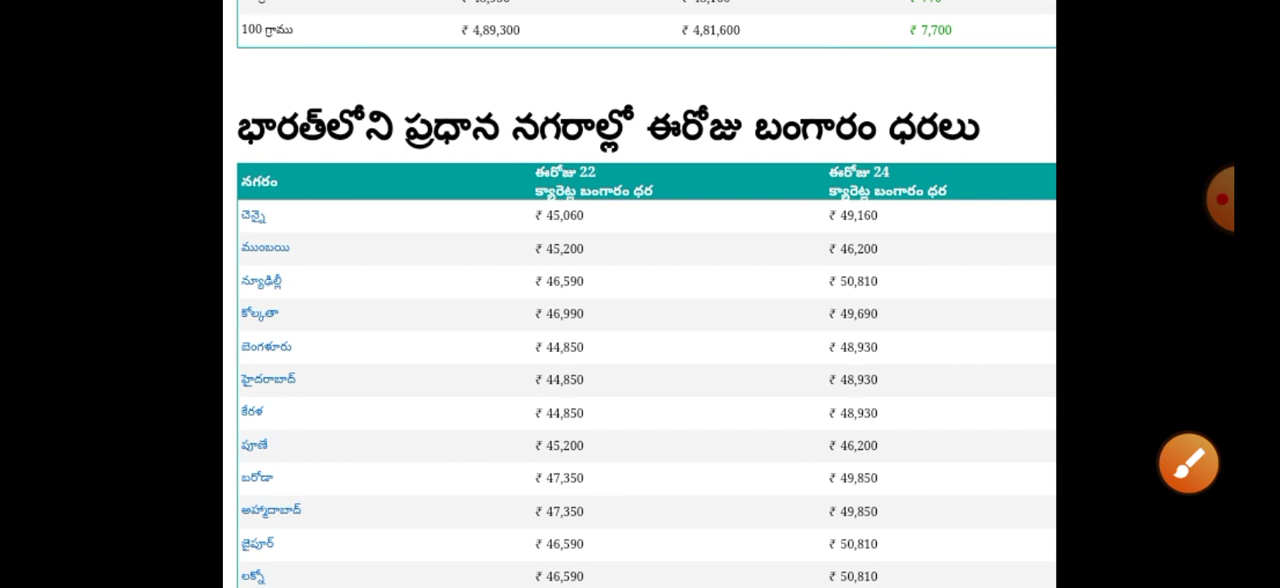 100 గ్రాము ₹ 4,89,300 ₹ 4,81,600 ₹ 7,700
భారత్‌లోని ప్రధాన నగరాల్లో ఈరోజు బంగారం ధరలు
నగరం ఈరోజు 22 క్యారెట్ల బంగారం ధర ఈరోజు 24 క్యారెట్ల బంగారం ధర
చెన్నై ₹ 45,060 ₹ 49,160
ముంబయి ₹ 45,200 ₹ 46,200
న్యూఢిల్లీ ₹ 46,590 ₹ 50,810
కోల్కతా ₹ 46,990 ₹ 49,690
బెంగళూరు ₹ 44,850 ₹ 48,930
హైదరాబాద్ ₹ 44,850 ₹ 48,930
కేరళ ₹ 44,850 ₹ 48,930
పూణే ₹ 45,200 ₹ 46,200
బరోడా ₹ 47,350 ₹ 49,850
అహ్మాదాబాద్ ₹ 47,350 ₹ 49,850
జైపూర్ ₹ 46,590 ₹ 50,810
లక్నో ₹ 46,590 ₹ 50,810